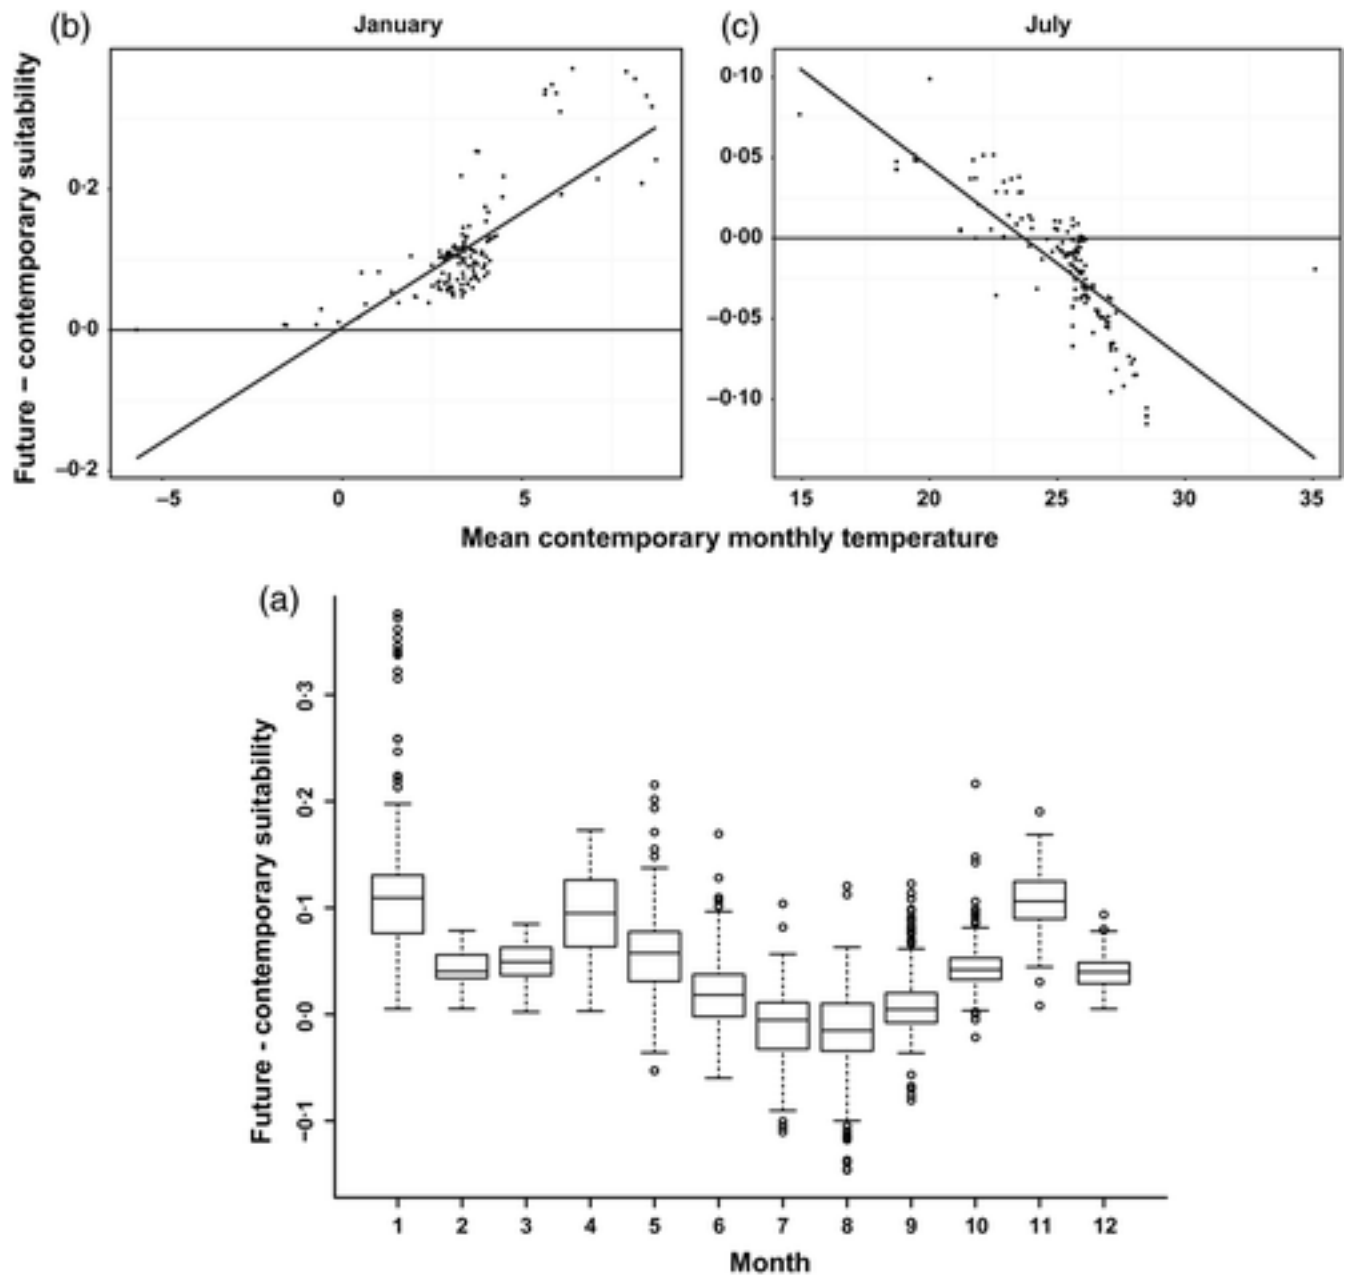 (b) January (c) July
Future – contemporary suitability
0·2
0·0
–0·2
–5 0 5
0·10
0·05
0·00
–0·05
–0·10
15 20 25 30 35
Mean contemporary monthly temperature
(a)
Future - contemporary suitability
0·3
0·2
0·1
0·0
–0·1
1 2 3 4 5 6 7 8 9 10 11 12
Month